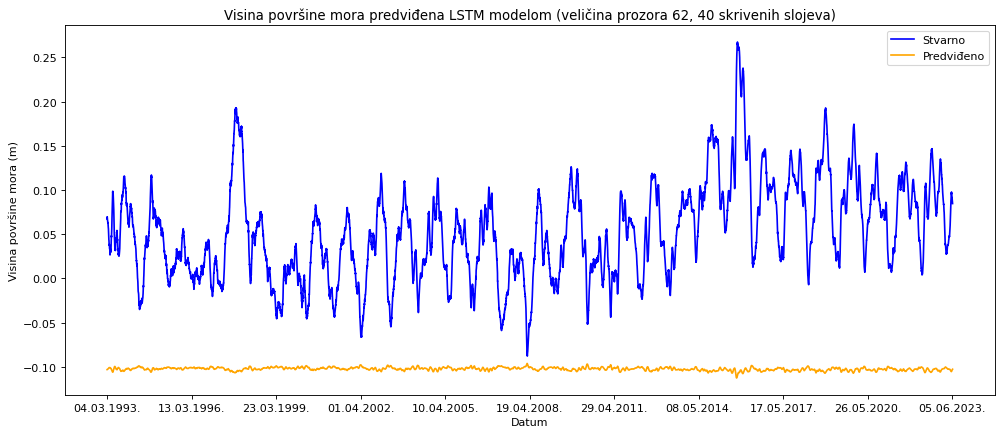 Visina površine mora predviđena LSTM modelom (veličina prozora 62, 40 skrivenih slojeva)
Stvarno
Predviđeno
Visina površine mora (m)
0.25
0.20
0.15
0.10
0.05
0.00
−0.05
−0.10
04.03.1993. 13.03.1996. 23.03.1999. 01.04.2002. 10.04.2005. 19.04.2008. 29.04.2011. 08.05.2014. 17.05.2017. 26.05.2020. 05.06.2023.
Datum